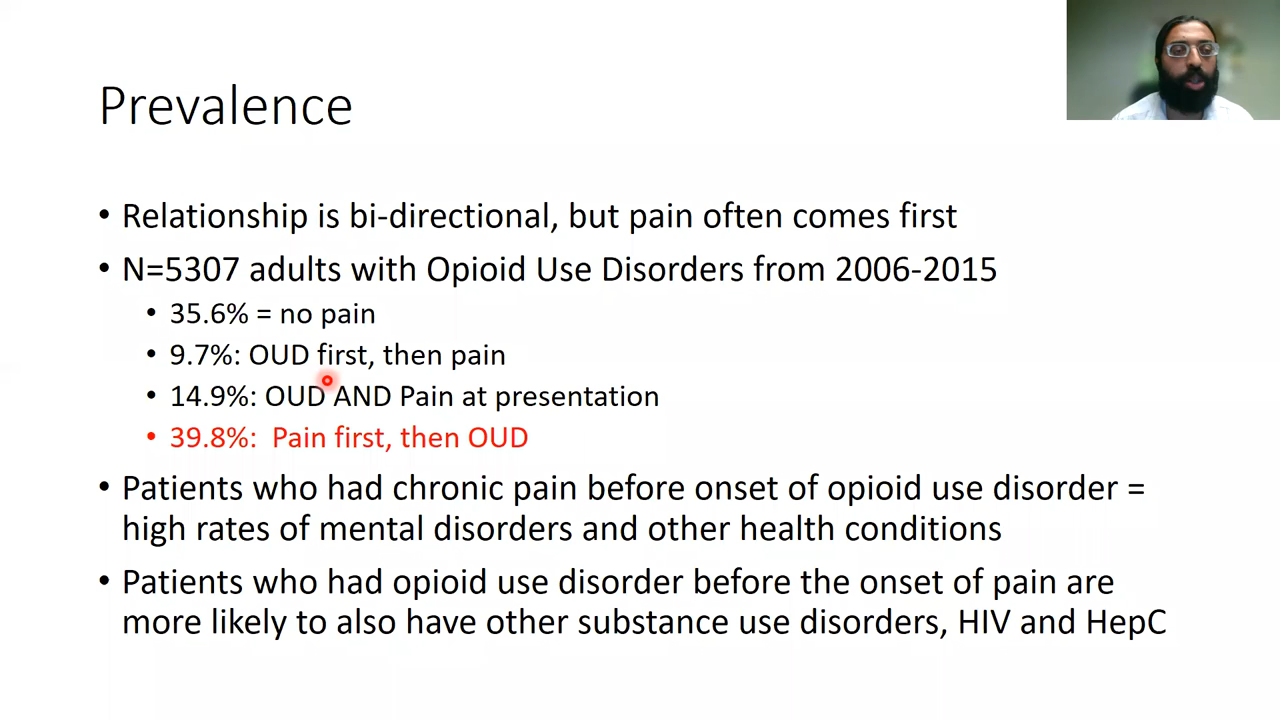 Prevalence
• Relationship is bi-directional, but pain often comes first
• N=5307 adults with Opioid Use Disorders from 2006-2015
• 35.6% = no pain
• 9.7%: OUD first, then pain
• 14.9%: OUD AND Pain at presentation
• 39.8%:  Pain first, then OUD
• Patients who had chronic pain before onset of opioid use disorder =
high rates of mental disorders and other health conditions
• Patients who had opioid use disorder before the onset of pain are
more likely to also have other substance use disorders, HIV and HepC